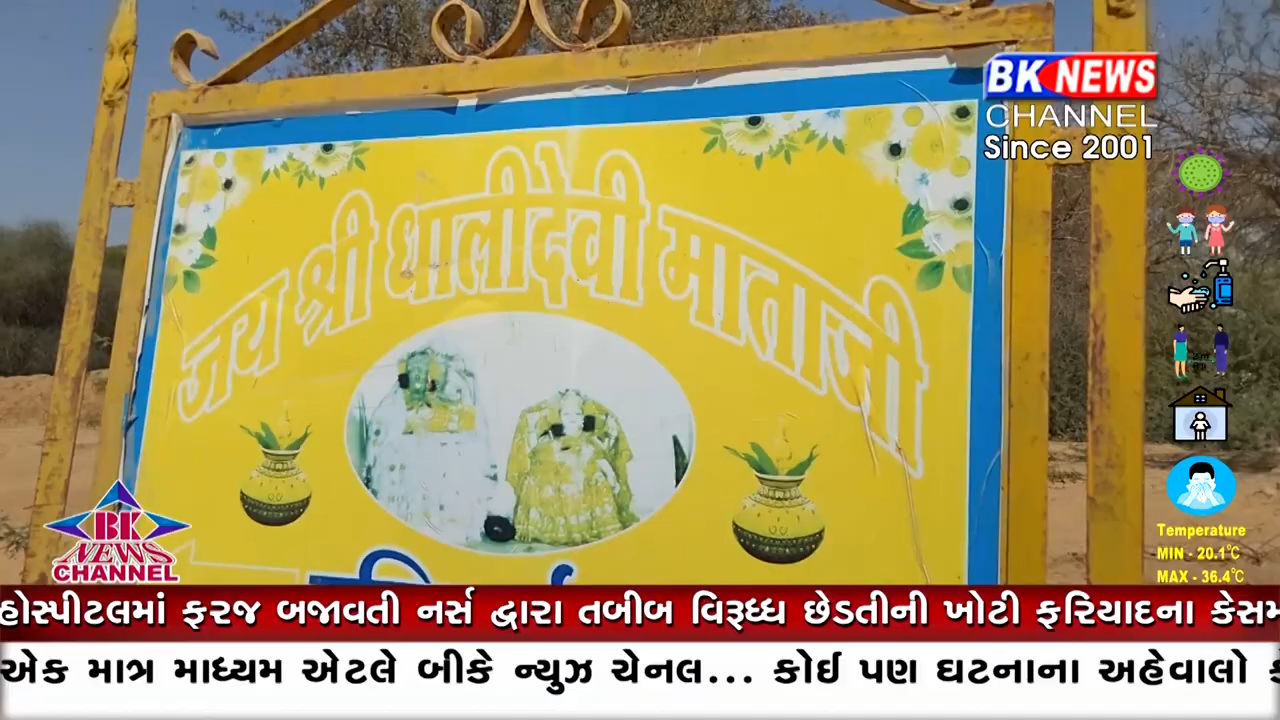 BK NEWS
CHANNEL
Since 2001
जय श्री धालीदेवी माताजी
Temperature
MIN - 20.1℃
MAX - 36.4℃
BK
NEWS
CHANNEL
હોસ્પીટલમાં ફરજ બજાવતી નર્સ દ્વારા તબીબ વિરૂધ્ધ છેડતીની ખોટી ફરિયાદના કેસમ
એક માત્ર માધ્યમ એટલે બીકે ન્યુઝ ચેનલ... કોઈ પણ ઘટનાના અહેવાલો